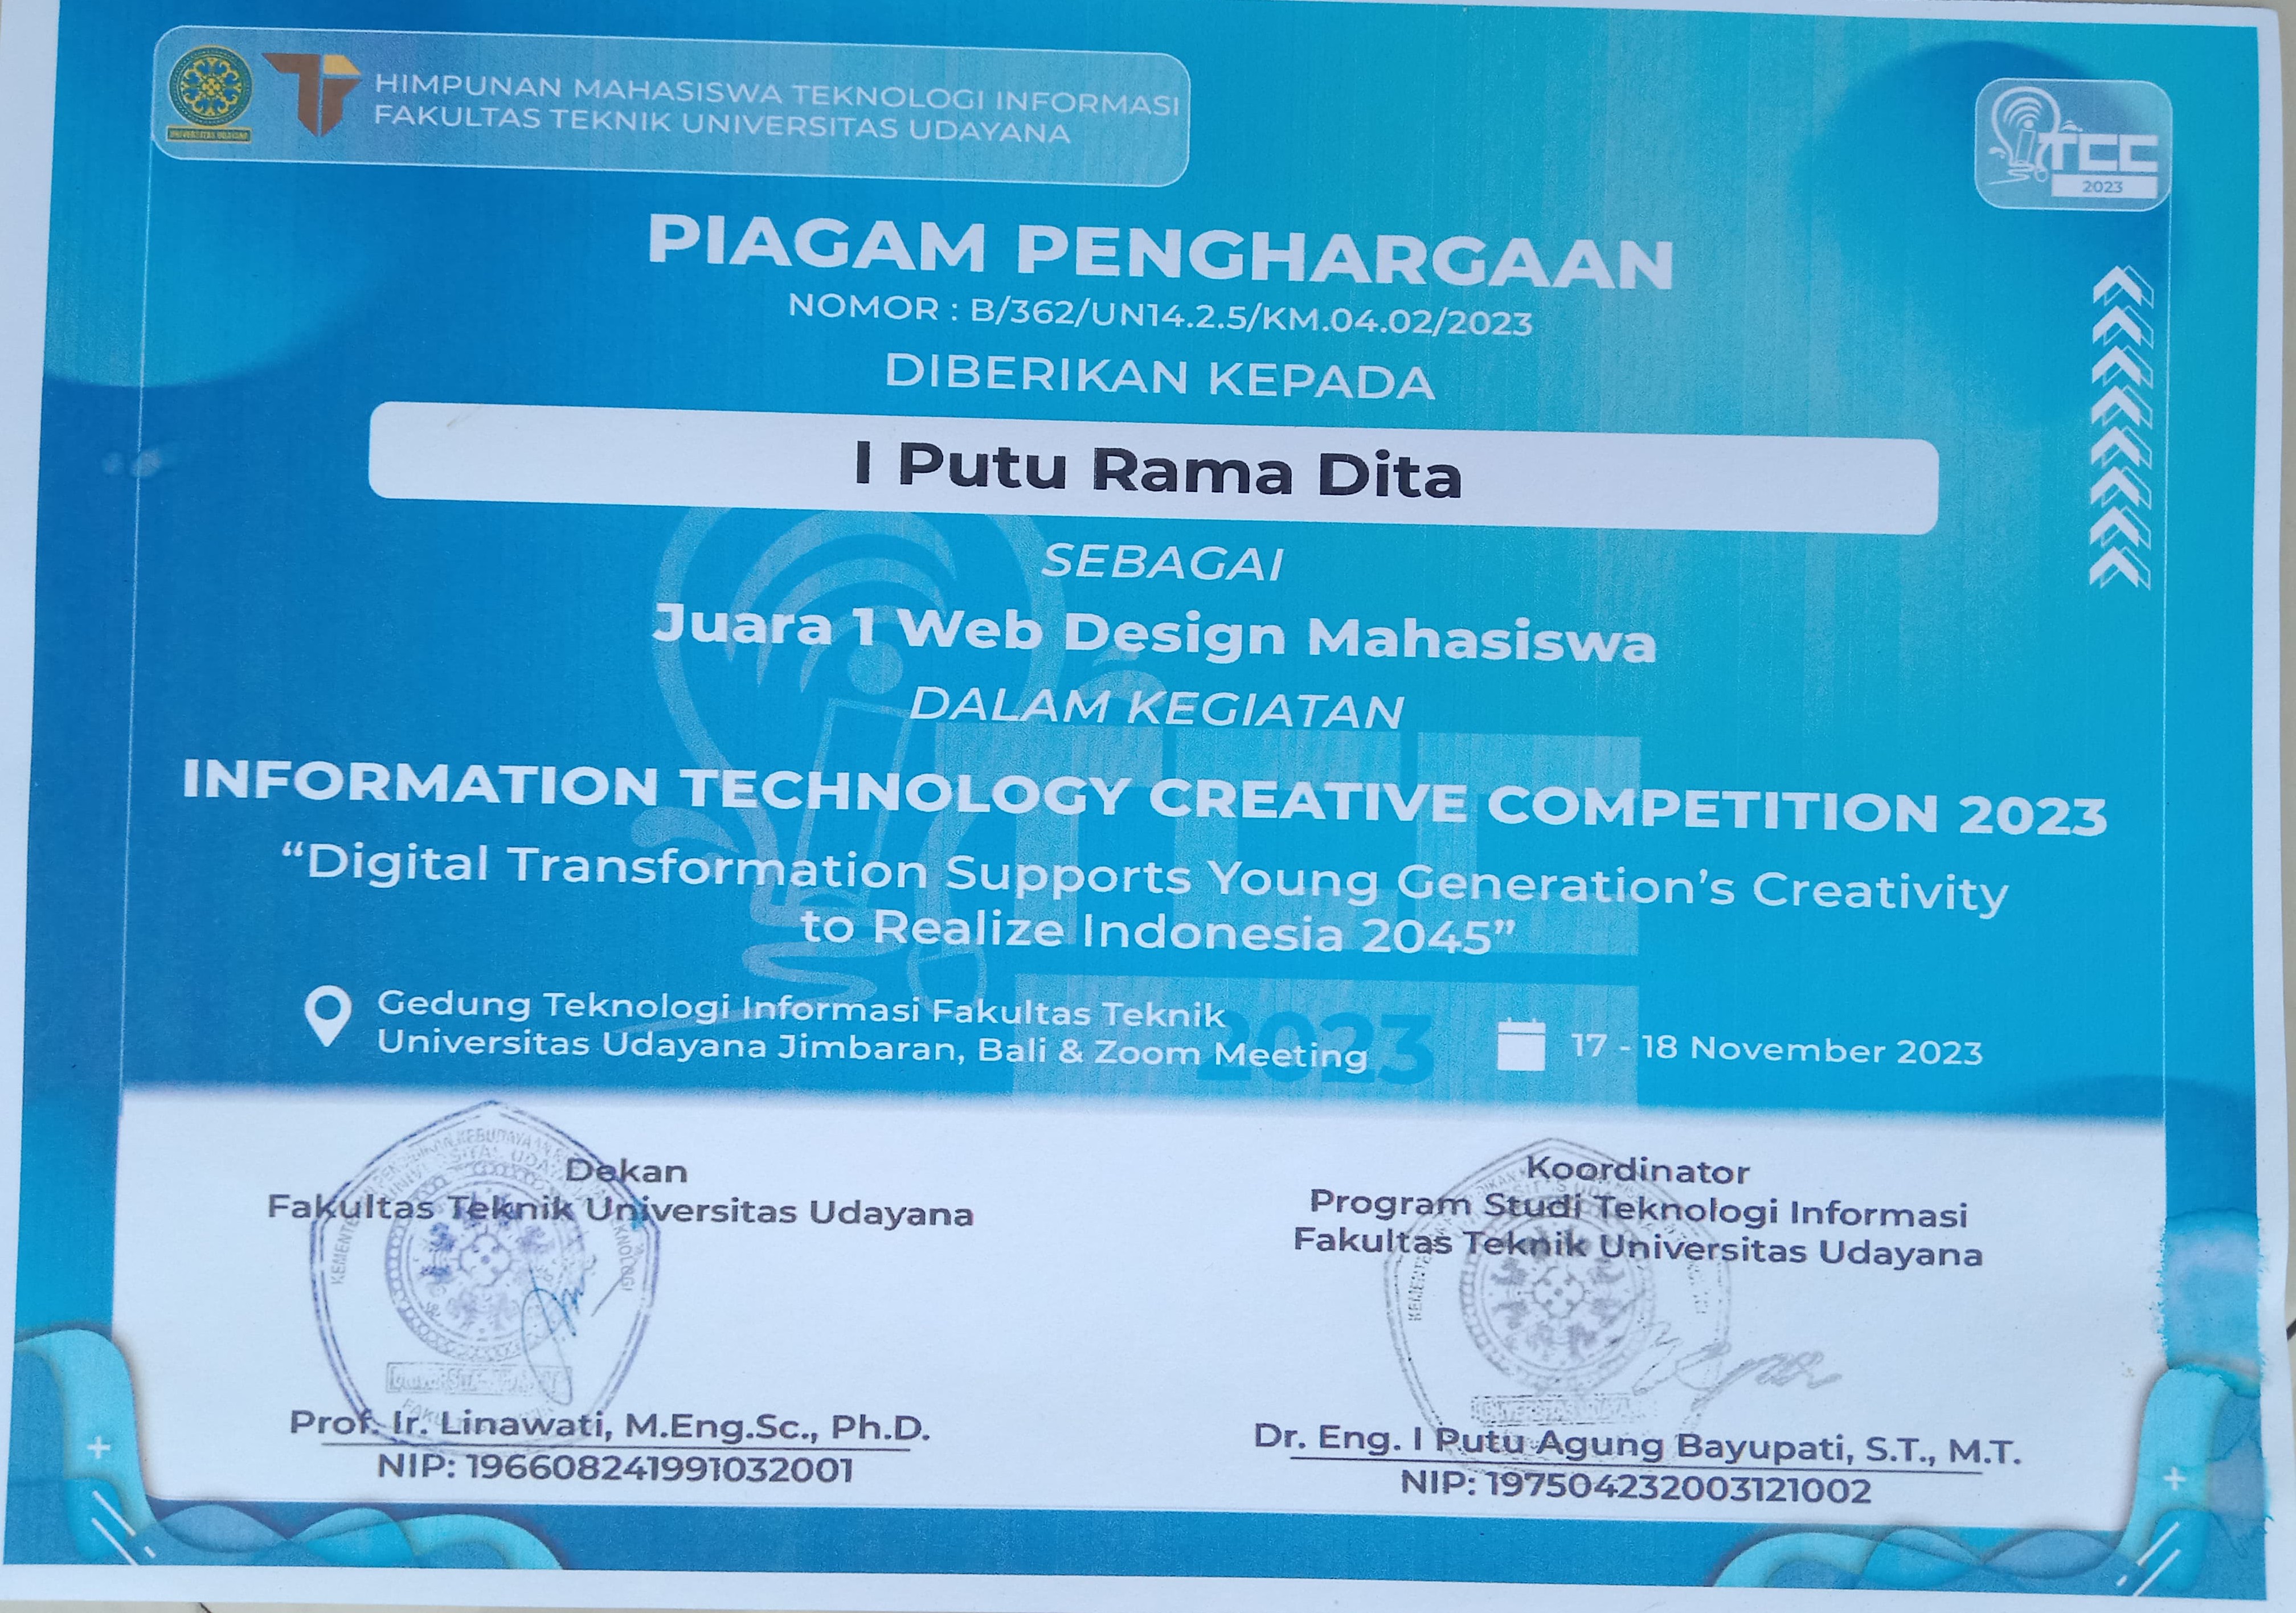 HIMPUNAN MAHASISWA TEKNOLOGI INFORMASI
FAKULTAS TEKNIK UNIVERSITAS UDAYANA
UNIVERSITAS UDAYANA
ITCC
2023
PIAGAM PENGHARGAAN
NOMOR : B/362/UN14.2.5/KM.04.02/2023
DIBERIKAN KEPADA
I Putu Rama Dita
SEBAGAI
Juara 1 Web Design Mahasiswa
DALAM KEGIATAN
INFORMATION TECHNOLOGY CREATIVE COMPETITION 2023
“Digital Transformation Supports Young Generation’s Creativity
to Realize Indonesia 2045”
Gedung Teknologi Informasi Fakultas Teknik
Universitas Udayana Jimbaran, Bali & Zoom Meeting
2023
17 - 18 November 2023
Dekan
Fakultas Teknik Universitas Udayana
Prof. Ir. Linawati, M.Eng.Sc., Ph.D.
NIP: 196608241991032001
Koordinator
Program Studi Teknologi Informasi
Fakultas Teknik Universitas Udayana
Dr. Eng. I Putu Agung Bayupati, S.T., M.T.
NIP: 197504232003121002